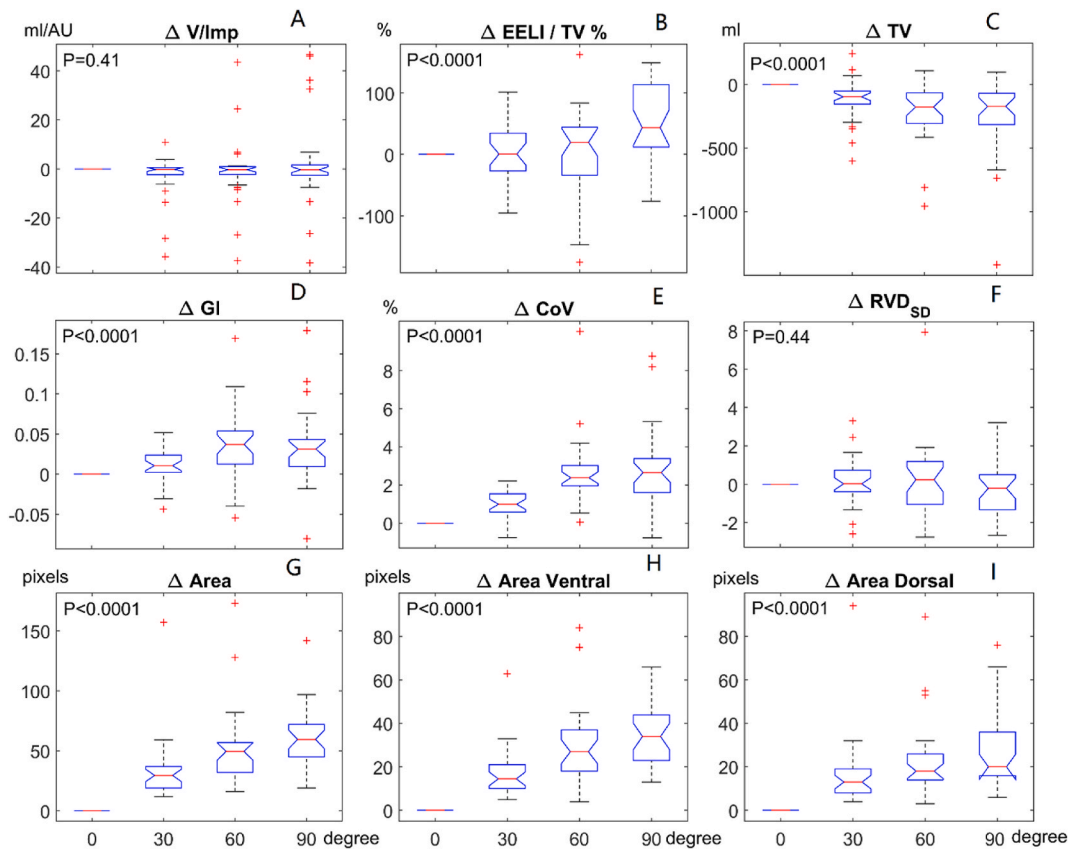 ml/AU Δ V/Imp A
P=0.41
40
20
0
-20
-40
% Δ EELI / TV % B
P<0.0001
100
0
-100
ml Δ TV C
P<0.0001
0
-500
-1000
Δ GI D
P<0.0001
0.15
0.1
0.05
0
-0.05
% Δ CoV E
P<0.0001
8
6
4
2
0
Δ RVD_SD F
P=0.44
8
6
4
2
0
-2
pixels Δ Area G
P<0.0001
150
100
50
0
0 30 60 90 degree
pixels Δ Area Ventral H
P<0.0001
80
60
40
20
0
0 30 60 90 degree
pixels Δ Area Dorsal I
P<0.0001
80
60
40
20
0
0 30 60 90 degree